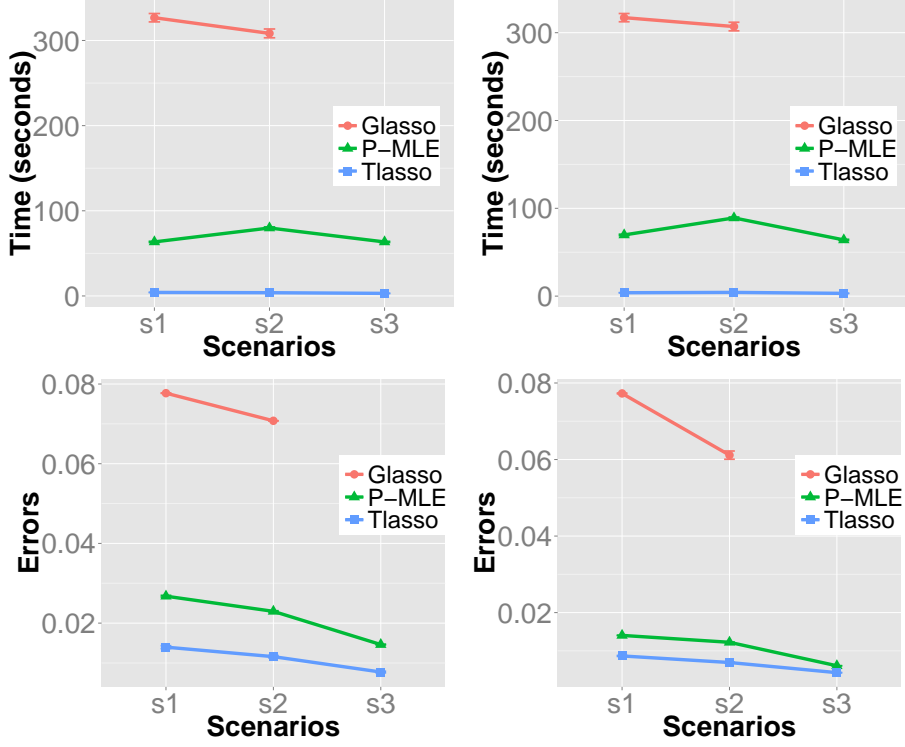 Time (seconds)
300
200
100
0
Glasso
P−MLE
Tlasso
s1 s2 s3
Scenarios
Time (seconds)
300
200
100
0
Glasso
P−MLE
Tlasso
s1 s2 s3
Scenarios
Errors
0.08
0.06
0.04
0.02
Glasso
P−MLE
Tlasso
s1 s2 s3
Scenarios
Errors
0.08
0.06
0.04
0.02
Glasso
P−MLE
Tlasso
s1 s2 s3
Scenarios